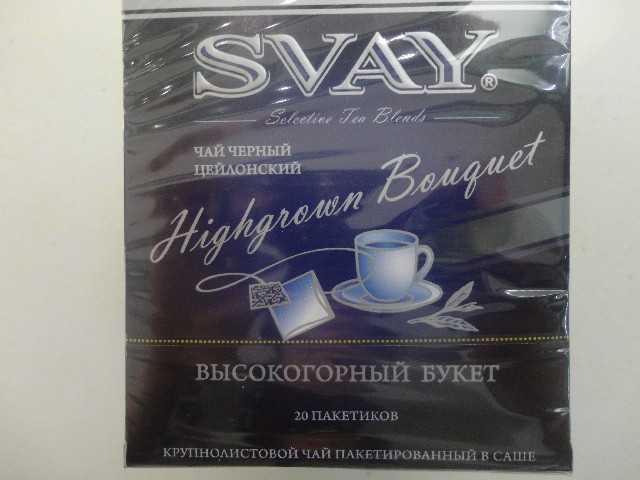 SVAY®
Selective Tea Blends
ЧАЙ ЧЕРНЫЙ
ЦЕЙЛОНСКИЙ
Highgrown Bouquet
ВЫСОКОГОРНЫЙ БУКЕТ
20 ПАКЕТИКОВ
КРУПНОЛИСТОВОЙ ЧАЙ ПАКЕТИРОВАННЫЙ В САШЕ